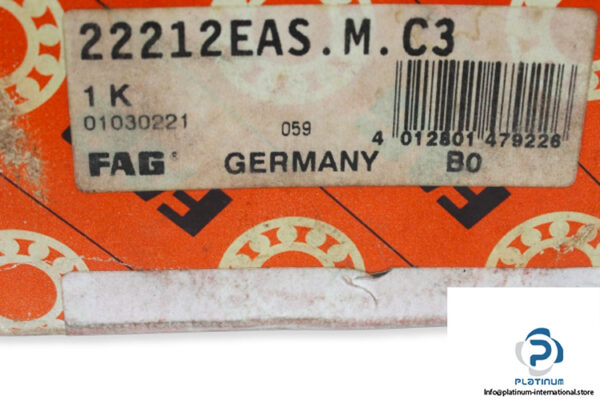 22212EAS.M.C3
1 K
01030221
059
4 012801 479226
FAG
GERMANY
B0
PLATINUM
Info@platinum-international.store